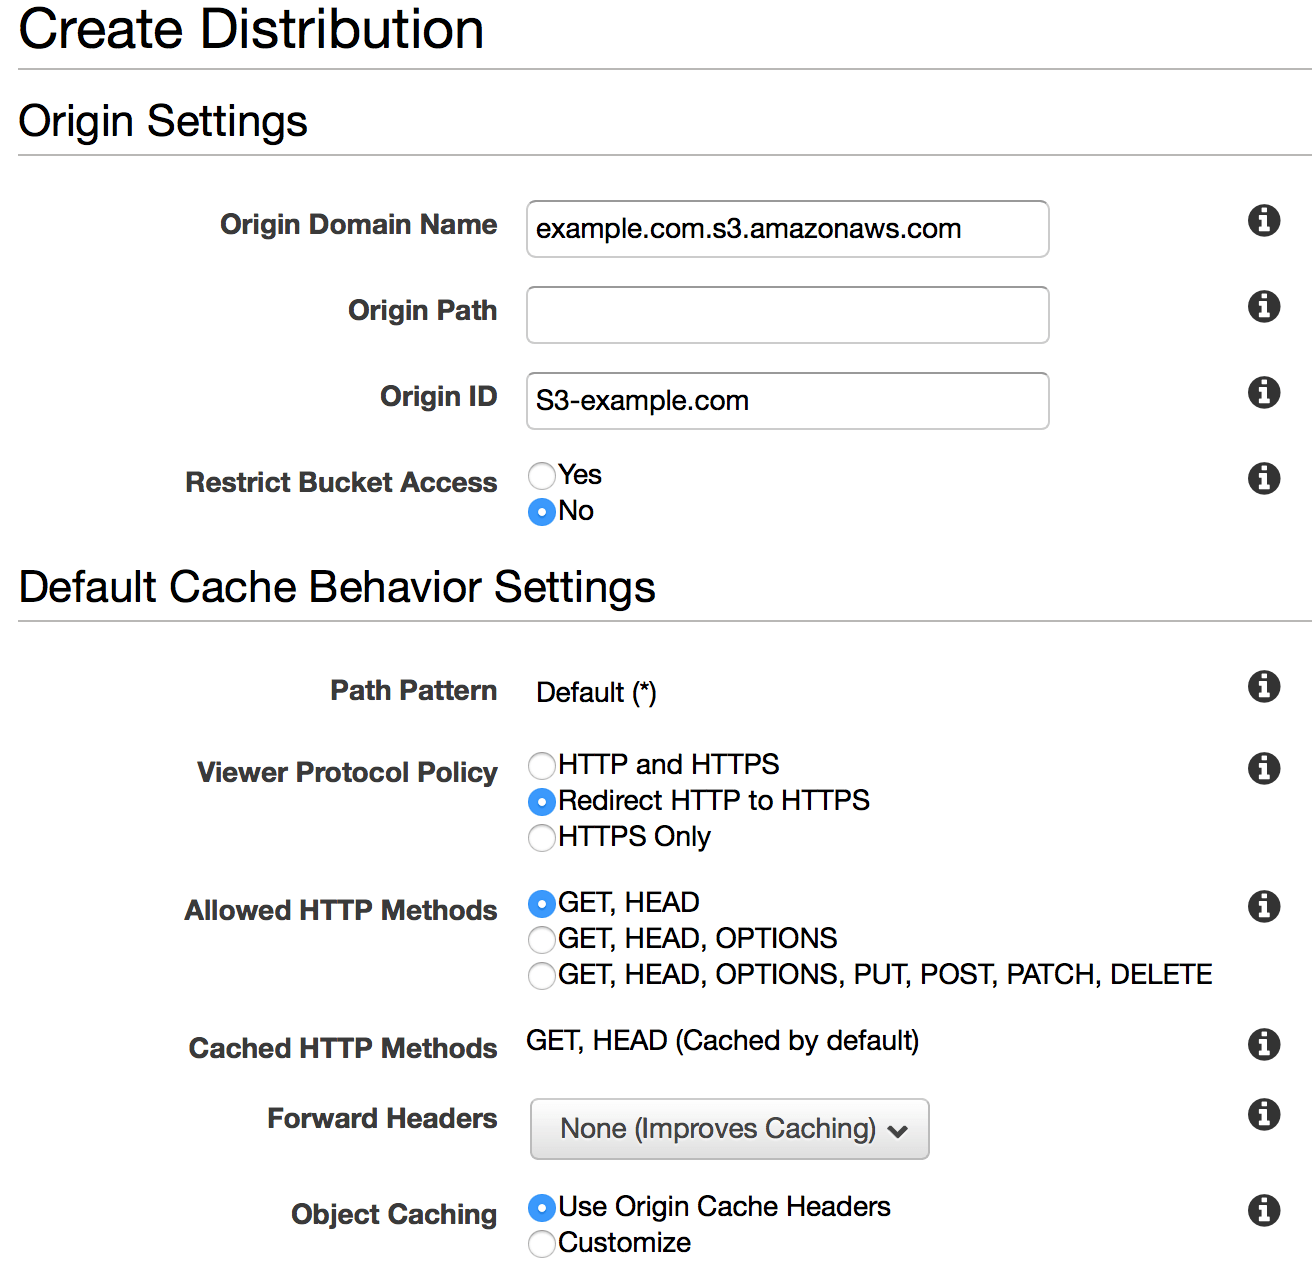 Create Distribution
Origin Settings
Origin Domain Name example.com.s3.amazonaws.com
Origin Path
Origin ID S3-example.com
Restrict Bucket Access Yes
No
Default Cache Behavior Settings
Path Pattern Default (*)
Viewer Protocol Policy HTTP and HTTPS
Redirect HTTP to HTTPS
HTTPS Only
Allowed HTTP Methods GET, HEAD
GET, HEAD, OPTIONS
GET, HEAD, OPTIONS, PUT, POST, PATCH, DELETE
Cached HTTP Methods GET, HEAD (Cached by default)
Forward Headers None (Improves Caching)
Object Caching Use Origin Cache Headers
Customize